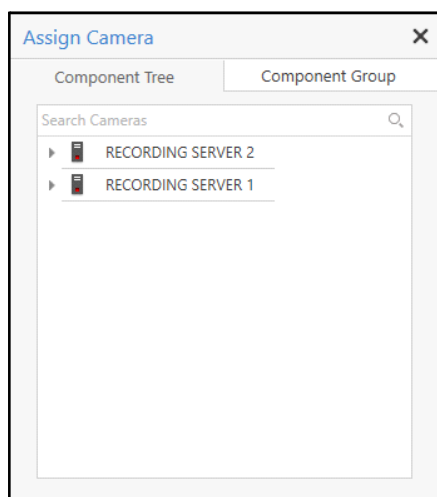 Assign Camera
Component Tree
Component Group
Search Cameras
RECORDING SERVER 2
RECORDING SERVER 1